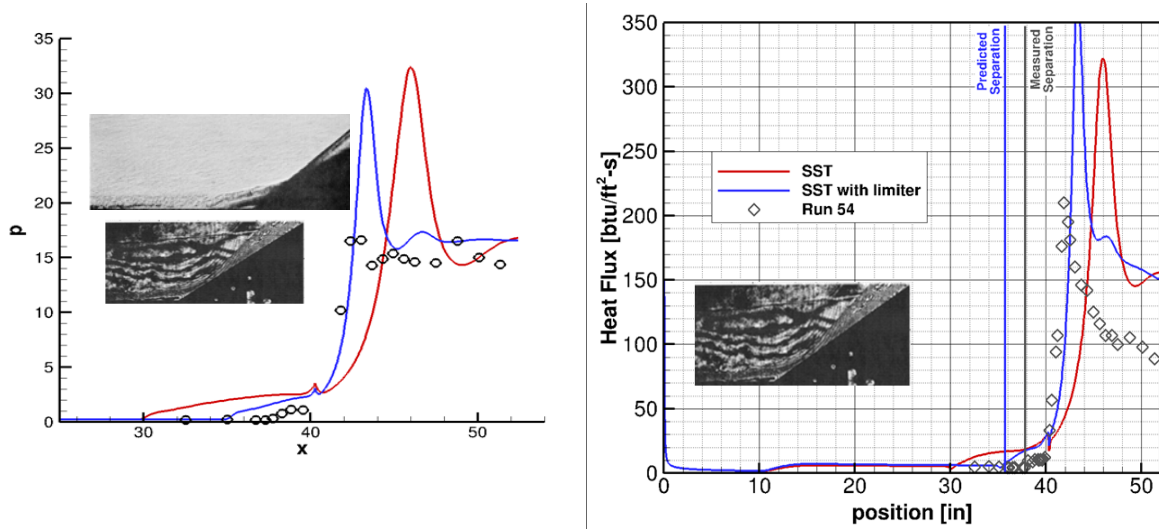 35
30
25
20
15
10
5
0
p
30
40
50
x
350
300
250
200
150
100
50
0
Heat Flux [btu/ft²-s]
Predicted
Separation
Measured
Separation
SST
SST with limiter
Run 54
0
10
20
30
40
50
position [in]